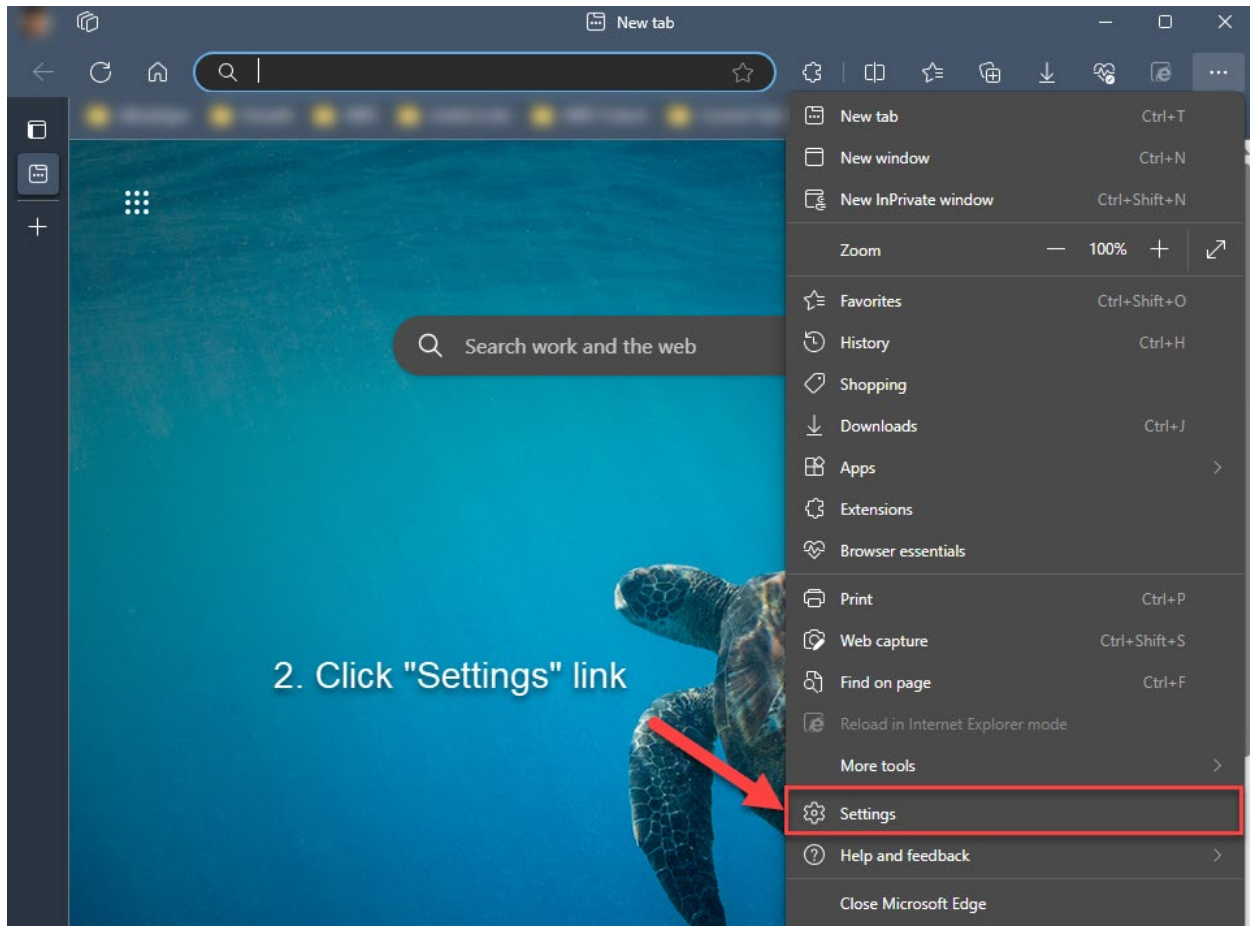 New tab
New tab Ctrl+T
New window Ctrl+N
New InPrivate window Ctrl+Shift+N
Zoom 100%
Favorites Ctrl+Shift+O
History Ctrl+H
Search work and the web
Shopping
Downloads Ctrl+J
Apps
Extensions
Browser essentials
Print Ctrl+P
Web capture Ctrl+Shift+S
Find on page Ctrl+F
2. Click "Settings" link
Reload in Internet Explorer mode
More tools
Settings
Help and feedback
Close Microsoft Edge